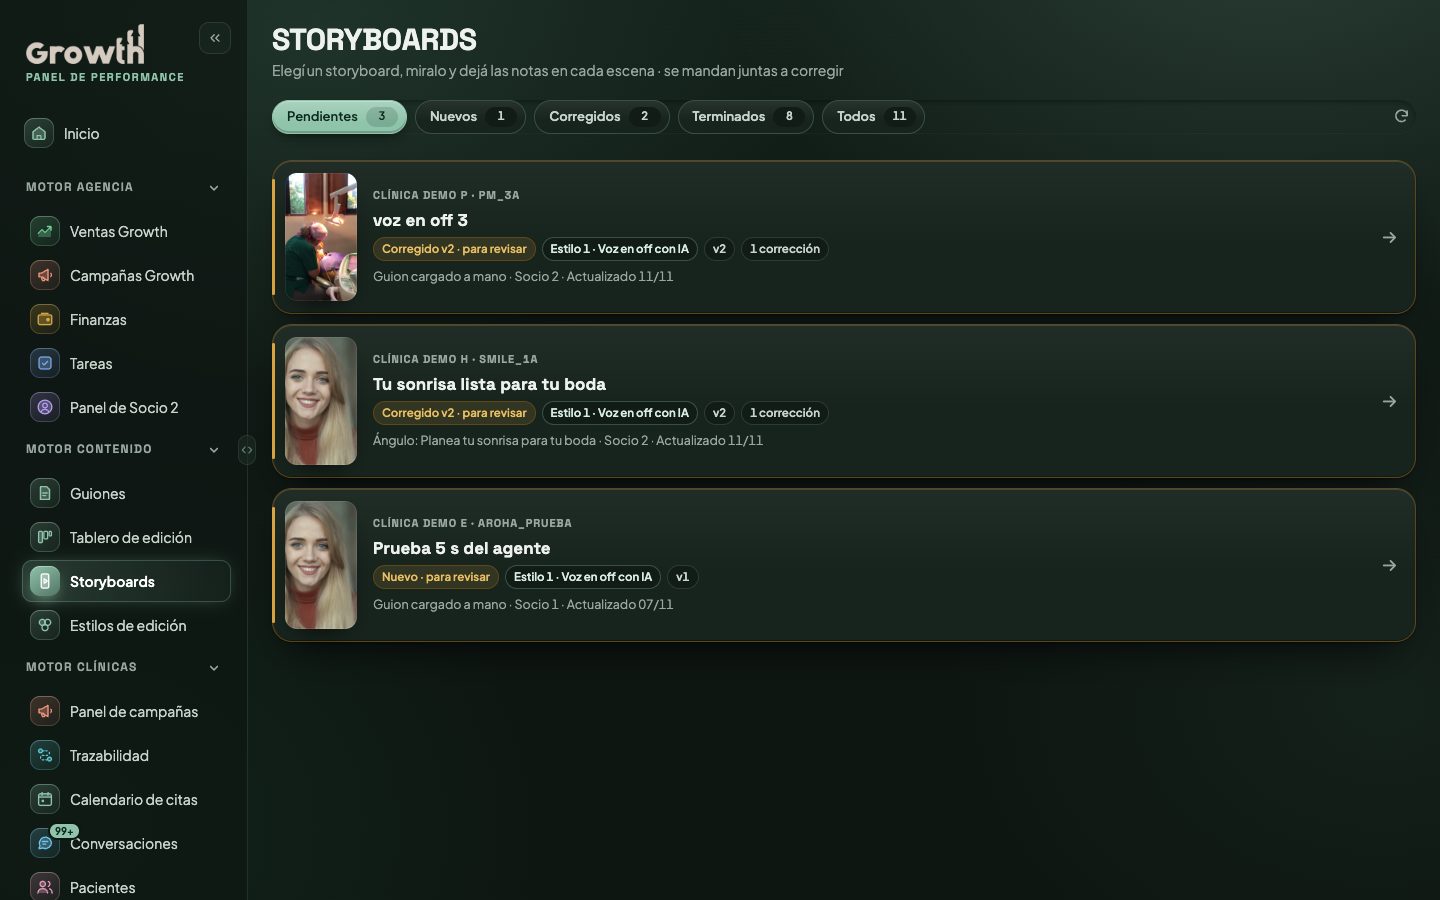 Growth
PANEL DE PERFORMANCE
Inicio
MOTOR AGENCIA
Ventas Growth
Campañas Growth
Finanzas
Tareas
Panel de Socio 2
MOTOR CONTENIDO
Guiones
Tablero de edición
Storyboards
Estilos de edición
MOTOR CLÍNICAS
Panel de campañas
Trazabilidad
Calendario de citas
99+
Conversaciones
Pacientes
STORYBOARDS
Elegí un storyboard, miralo y dejá las notas en cada escena · se mandan juntas a corregir
Pendientes 3 Nuevos 1 Corregidos 2 Terminados 8 Todos 11
CLÍNICA DEMO P · PM_3A
voz en off 3
Corregido v2 · para revisar Estilo 1 · Voz en off con IA v2 1 corrección
Guion cargado a mano · Socio 2 · Actualizado 11/11
CLÍNICA DEMO H · SMILE_1A
Tu sonrisa lista para tu boda
Corregido v2 · para revisar Estilo 1 · Voz en off con IA v2 1 corrección
Ángulo: Planea tu sonrisa para tu boda · Socio 2 · Actualizado 11/11
CLÍNICA DEMO E · AROHA_PRUEBA
Prueba 5 s del agente
Nuevo · para revisar Estilo 1 · Voz en off con IA v1
Guion cargado a mano · Socio 1 · Actualizado 07/11